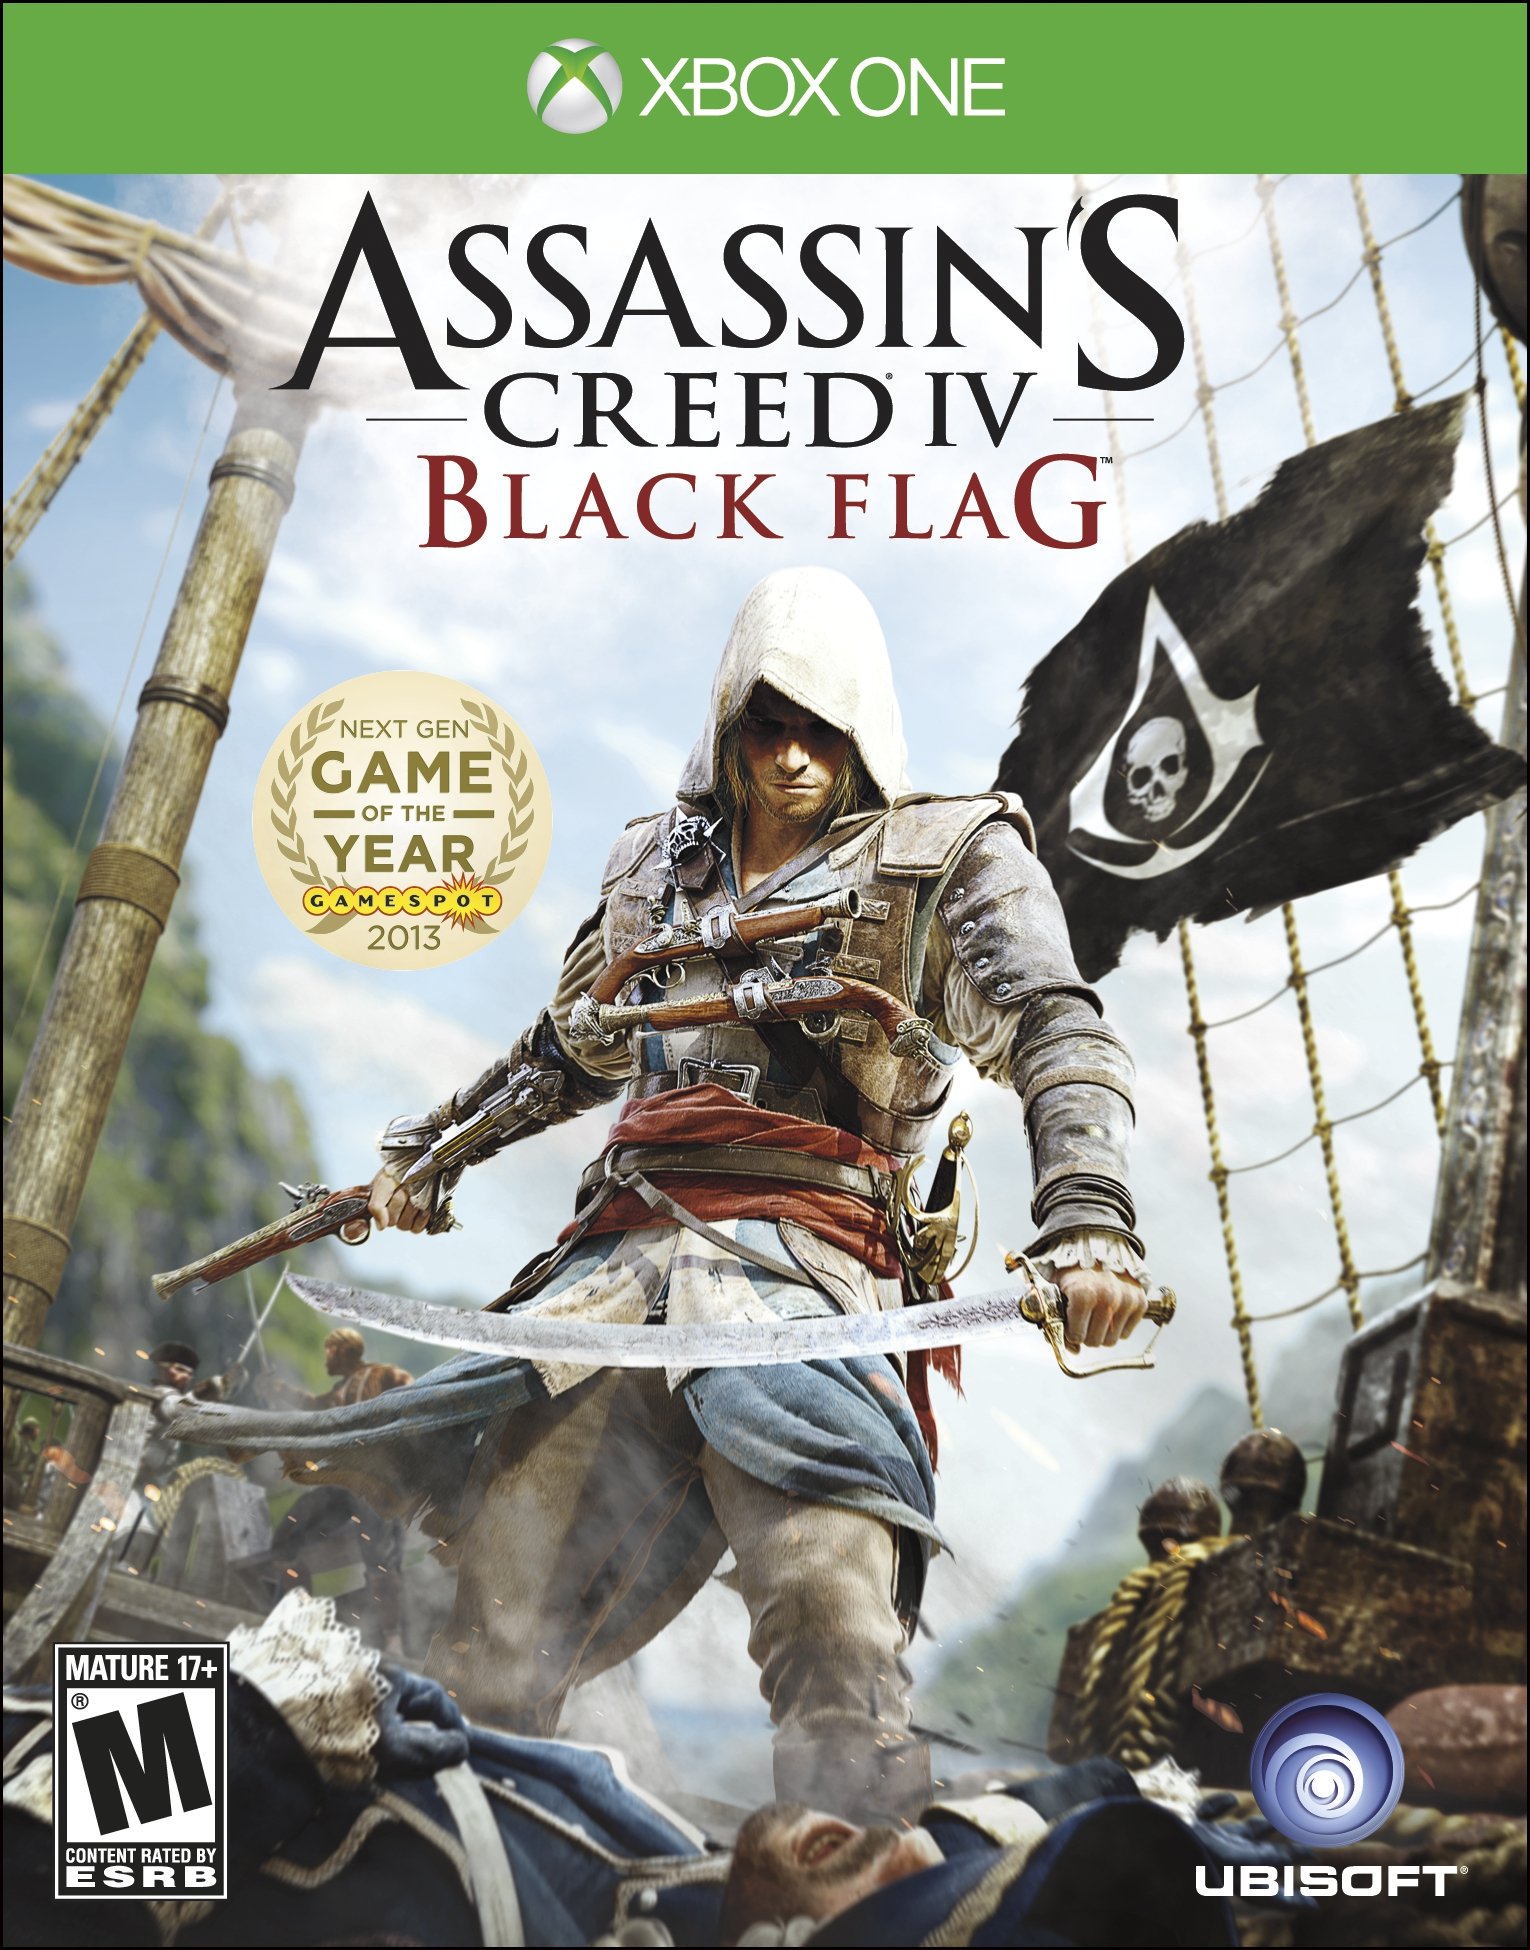 XBOX ONE
ASSASSIN'S
CREED® IV
BLACK FLAG™
NEXT GEN
GAME
OF THE
YEAR
GAMESPOT
2013
MATURE 17+
®
M
CONTENT RATED BY
ESRB
UBISOFT®